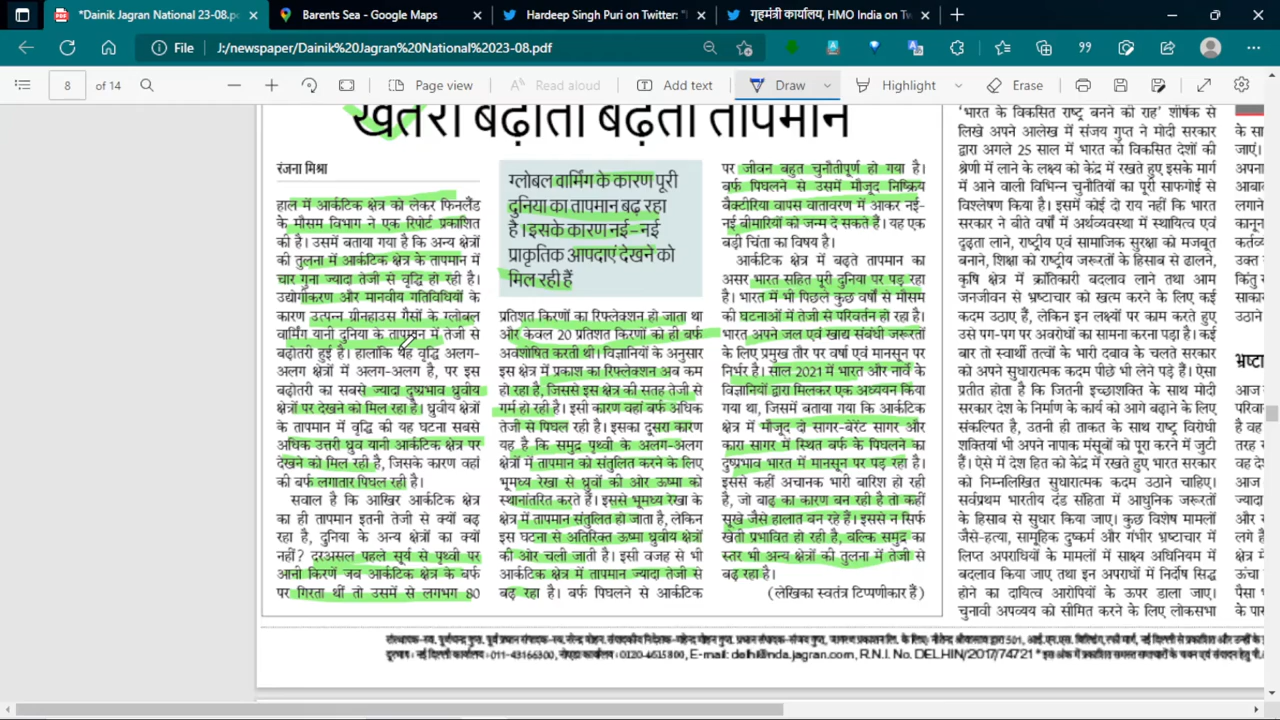 *Dainik Jagran National 23-08.p
Barents Sea - Google Maps
Hardeep Singh Puri on Twitter: "
गृहमंत्री कार्यालय, HMO India on Tw
File
J:/newspaper/Dainik%20Jagran%20National%2023-08.pdf
8
of 14
Page view
Read aloud
Add text
Draw
Highlight
Erase
खतरा बढ़ाता बढ़ता तापमान
रंजना मिश्रा
हाल में आर्कटिक क्षेत्र को लेकर फिनलैंड
के मौसम विभाग ने एक रिपोर्ट प्रकाशित
की है। उसमें बताया गया है कि अन्य क्षेत्रों
की तुलना में आर्कटिक क्षेत्र के तापमान में
चार गुना ज्यादा तेजी से वृद्धि हो रही है।
उद्योगीकरण और मानवीय गतिविधियों के
कारण उत्पन्न ग्रीनहाउस गैसों के ग्लोबल
वार्मिंग यानी दुनिया के तापमान में तेजी से
बढ़ोतरी हुई है। हालांकि यह वृद्धि अलग-
अलग क्षेत्रों में अलग-अलग है, पर इस
बढ़ोतरी का सबसे ज्यादा दुष्प्रभाव ध्रुवीय
क्षेत्रों पर देखने को मिल रहा है। ध्रुवीय क्षेत्रों
के तापमान में वृद्धि की यह घटना सबसे
अधिक उत्तरी ध्रुव यानी आर्कटिक क्षेत्र पर
देखने को मिल रही है, जिसके कारण वहां
की बर्फ लगातार पिघल रही है।
सवाल है कि आखिर आर्कटिक क्षेत्र
का ही तापमान इतनी तेजी से क्यों बढ़
रहा है, दुनिया के अन्य क्षेत्रों का क्यों
नहीं? दरअसल पहले सूर्य से पृथ्वी पर
आनी किरणें जब आर्कटिक क्षेत्र के बर्फ
पर गिरता थीं तो उसमें से लगभग 80
ग्लोबल वार्मिंग के कारण पूरी
दुनिया का तापमान बढ़ रहा
है। इसके कारण नई-नई
प्राकृतिक आपदाएं देखने को
मिल रही हैं
प्रतिशत किरणों का रिफ्लेक्शन हो जाता था
और केवल 20 प्रतिशत किरणों को ही बर्फ
अवशोषित करती थी। विज्ञानियों के अनुसार
इस क्षेत्र में प्रकाश का रिफ्लेक्शन अब कम
हो रहा है, जिससे इस क्षेत्र की सतह तेजी से
गर्म हो रही है। इसी कारण वहां बर्फ अधिक
तेजी से पिघल रही है। इसका दूसरा कारण
यह है कि समुद्र पृथ्वी के अलग-अलग
क्षेत्रों में तापमान को संतुलित करने के लिए
भूमध्य रेखा से ध्रुवों की ओर ऊष्मा को
स्थानांतरित करते हैं। इससे भूमध्य रेखा के
क्षेत्र में तापमान संतुलित हो जाता है, लेकिन
इस घटना से अतिरिक्त ऊष्मा ध्रुवीय क्षेत्रों
की ओर चली जाती है। इसी वजह से भी
आर्कटिक क्षेत्र में तापमान ज्यादा तेजी से
बढ़ रहा है। बर्फ पिघलने से आर्कटिक
पर जीवन बहुत चुनौतीपूर्ण हो गया है।
बर्फ पिघलने से उसमें मौजूद निष्क्रिय
बैक्टीरिया वापस वातावरण में आकर नई-
नई बीमारियों को जन्म दे सकते हैं। यह एक
बड़ी चिंता का विषय है।
आर्कटिक क्षेत्र में बढ़ते तापमान का
असर भारत सहित पूरी दुनिया पर पड़ रहा
है। भारत में भी पिछले कुछ वर्षों से मौसम
की घटनाओं में तेजी से परिवर्तन हो रहा है।
भारत अपने जल एवं खाद्य संबंधी जरूरतों
के लिए प्रमुख तौर पर वर्षा एवं मानसून पर
निर्भर है। साल 2021 में भारत और नार्वे के
विज्ञानियों द्वारा मिलकर एक अध्ययन किया
गया था, जिसमें बताया गया कि आर्कटिक
क्षेत्र में मौजूद दो सागर-बेरेंट सागर और
कारा सागर में स्थित बर्फ के पिघलने का
दुष्प्रभाव भारत में मानसून पर पड़ रहा है।
इससे कहीं अचानक भारी बारिश हो रही
है, जो बाढ़ का कारण बन रही है तो कहीं
सूखे जैसे हालात बन रहे हैं। इससे न सिर्फ
खेती प्रभावित हो रही है, बल्कि समुद्र का
स्तर भी अन्य क्षेत्रों की तुलना में तेजी से
बढ़ रहा है।
(लेखिका स्वतंत्र टिप्पणीकार हैं)
'भारत के विकसित राष्ट्र बनने की राह' शीर्षक से
लिखे अपने आलेख में संजय गुप्त ने मोदी सरकार
द्वारा अगले 25 साल में भारत को विकसित देशों की
श्रेणी में लाने के लक्ष्य को केंद्र में रखते हुए इसके मार्ग
में आने वाली विभिन्न चुनौतियों का पूरी साफगोई से
विश्लेषण किया है। इसमें कोई दो राय नहीं कि भारत
सरकार ने बीते वर्षों में अर्थव्यवस्था में स्थायित्व एवं
दृढ़ता लाने, राष्ट्रीय एवं सामाजिक सुरक्षा को मजबूत
बनाने, शिक्षा को राष्ट्रीय जरूरतों के हिसाब से ढालने,
कृषि क्षेत्र में क्रांतिकारी बदलाव लाने तथा आम
जनजीवन से भ्रष्टाचार को खत्म करने के लिए कई
कदम उठाए हैं, लेकिन इन लक्ष्यों पर काम करते हुए
उसे पग-पग पर अवरोधों का सामना करना पड़ा है। कई
बार तो स्वार्थी तत्वों के भारी दबाव के चलते सरकार
को अपने सुधारात्मक कदम पीछे भी लेने पड़े हैं। ऐसा
प्रतीत होता है कि जितनी इच्छाशक्ति के साथ मोदी
सरकार देश के निर्माण के कार्य को आगे बढ़ाने के लिए
संकल्पित है, उतनी ही ताकत के साथ राष्ट्र विरोधी
शक्तियां भी अपने नापाक मंसूबों को पूरा करने में जुटी
हैं। ऐसे में देश हित को केंद्र में रखते हुए भारत सरकार
को निम्नलिखित सुधारात्मक कदम उठाने चाहिए।
सर्वप्रथम भारतीय दंड संहिता में आधुनिक जरूरतों
के हिसाब से सुधार किया जाए। कुछ विशेष मामलों
जैसे-हत्या, सामूहिक दुष्कर्म और गंभीर भ्रष्टाचार में
लिप्त अपराधियों के मामलों में साक्ष्य अधिनियम में
बदलाव किया जाए तथा इन अपराधों में निर्दोष सिद्ध
होने का दायित्व आरोपियों के ऊपर डाला जाए।
चुनावी अपव्यय को सीमित करने के लिए लोकसभा
E-mail: delhi@nda.jagran.com, R.N.I. No. DELHIN/2017/74721